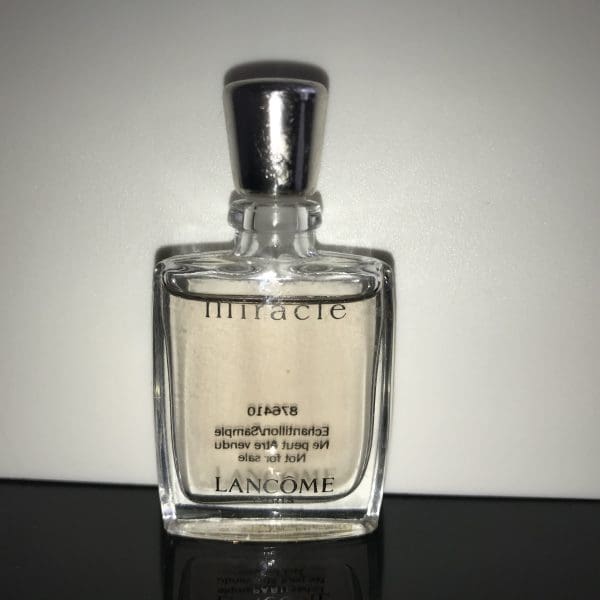 miracle
876410
Echantillon/Sample
Ne peut être vendu
Not for sale
LANCÔME